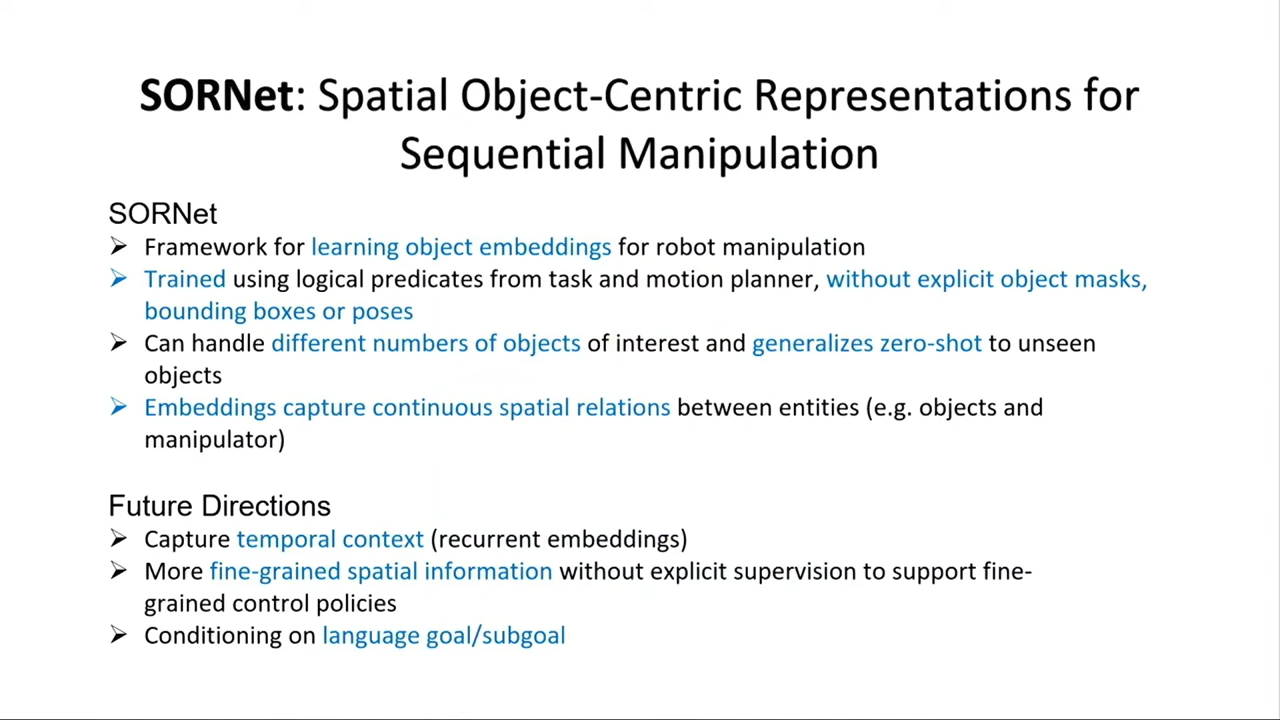 SORNet: Spatial Object-Centric Representations for
Sequential Manipulation
SORNet
➢ Framework for learning object embeddings for robot manipulation
➢ Trained using logical predicates from task and motion planner, without explicit object masks,
bounding boxes or poses
➢ Can handle different numbers of objects of interest and generalizes zero-shot to unseen
objects
➢ Embeddings capture continuous spatial relations between entities (e.g. objects and
manipulator)
Future Directions
➢ Capture temporal context (recurrent embeddings)
➢ More fine-grained spatial information without explicit supervision to support fine-
grained control policies
➢ Conditioning on language goal/subgoal